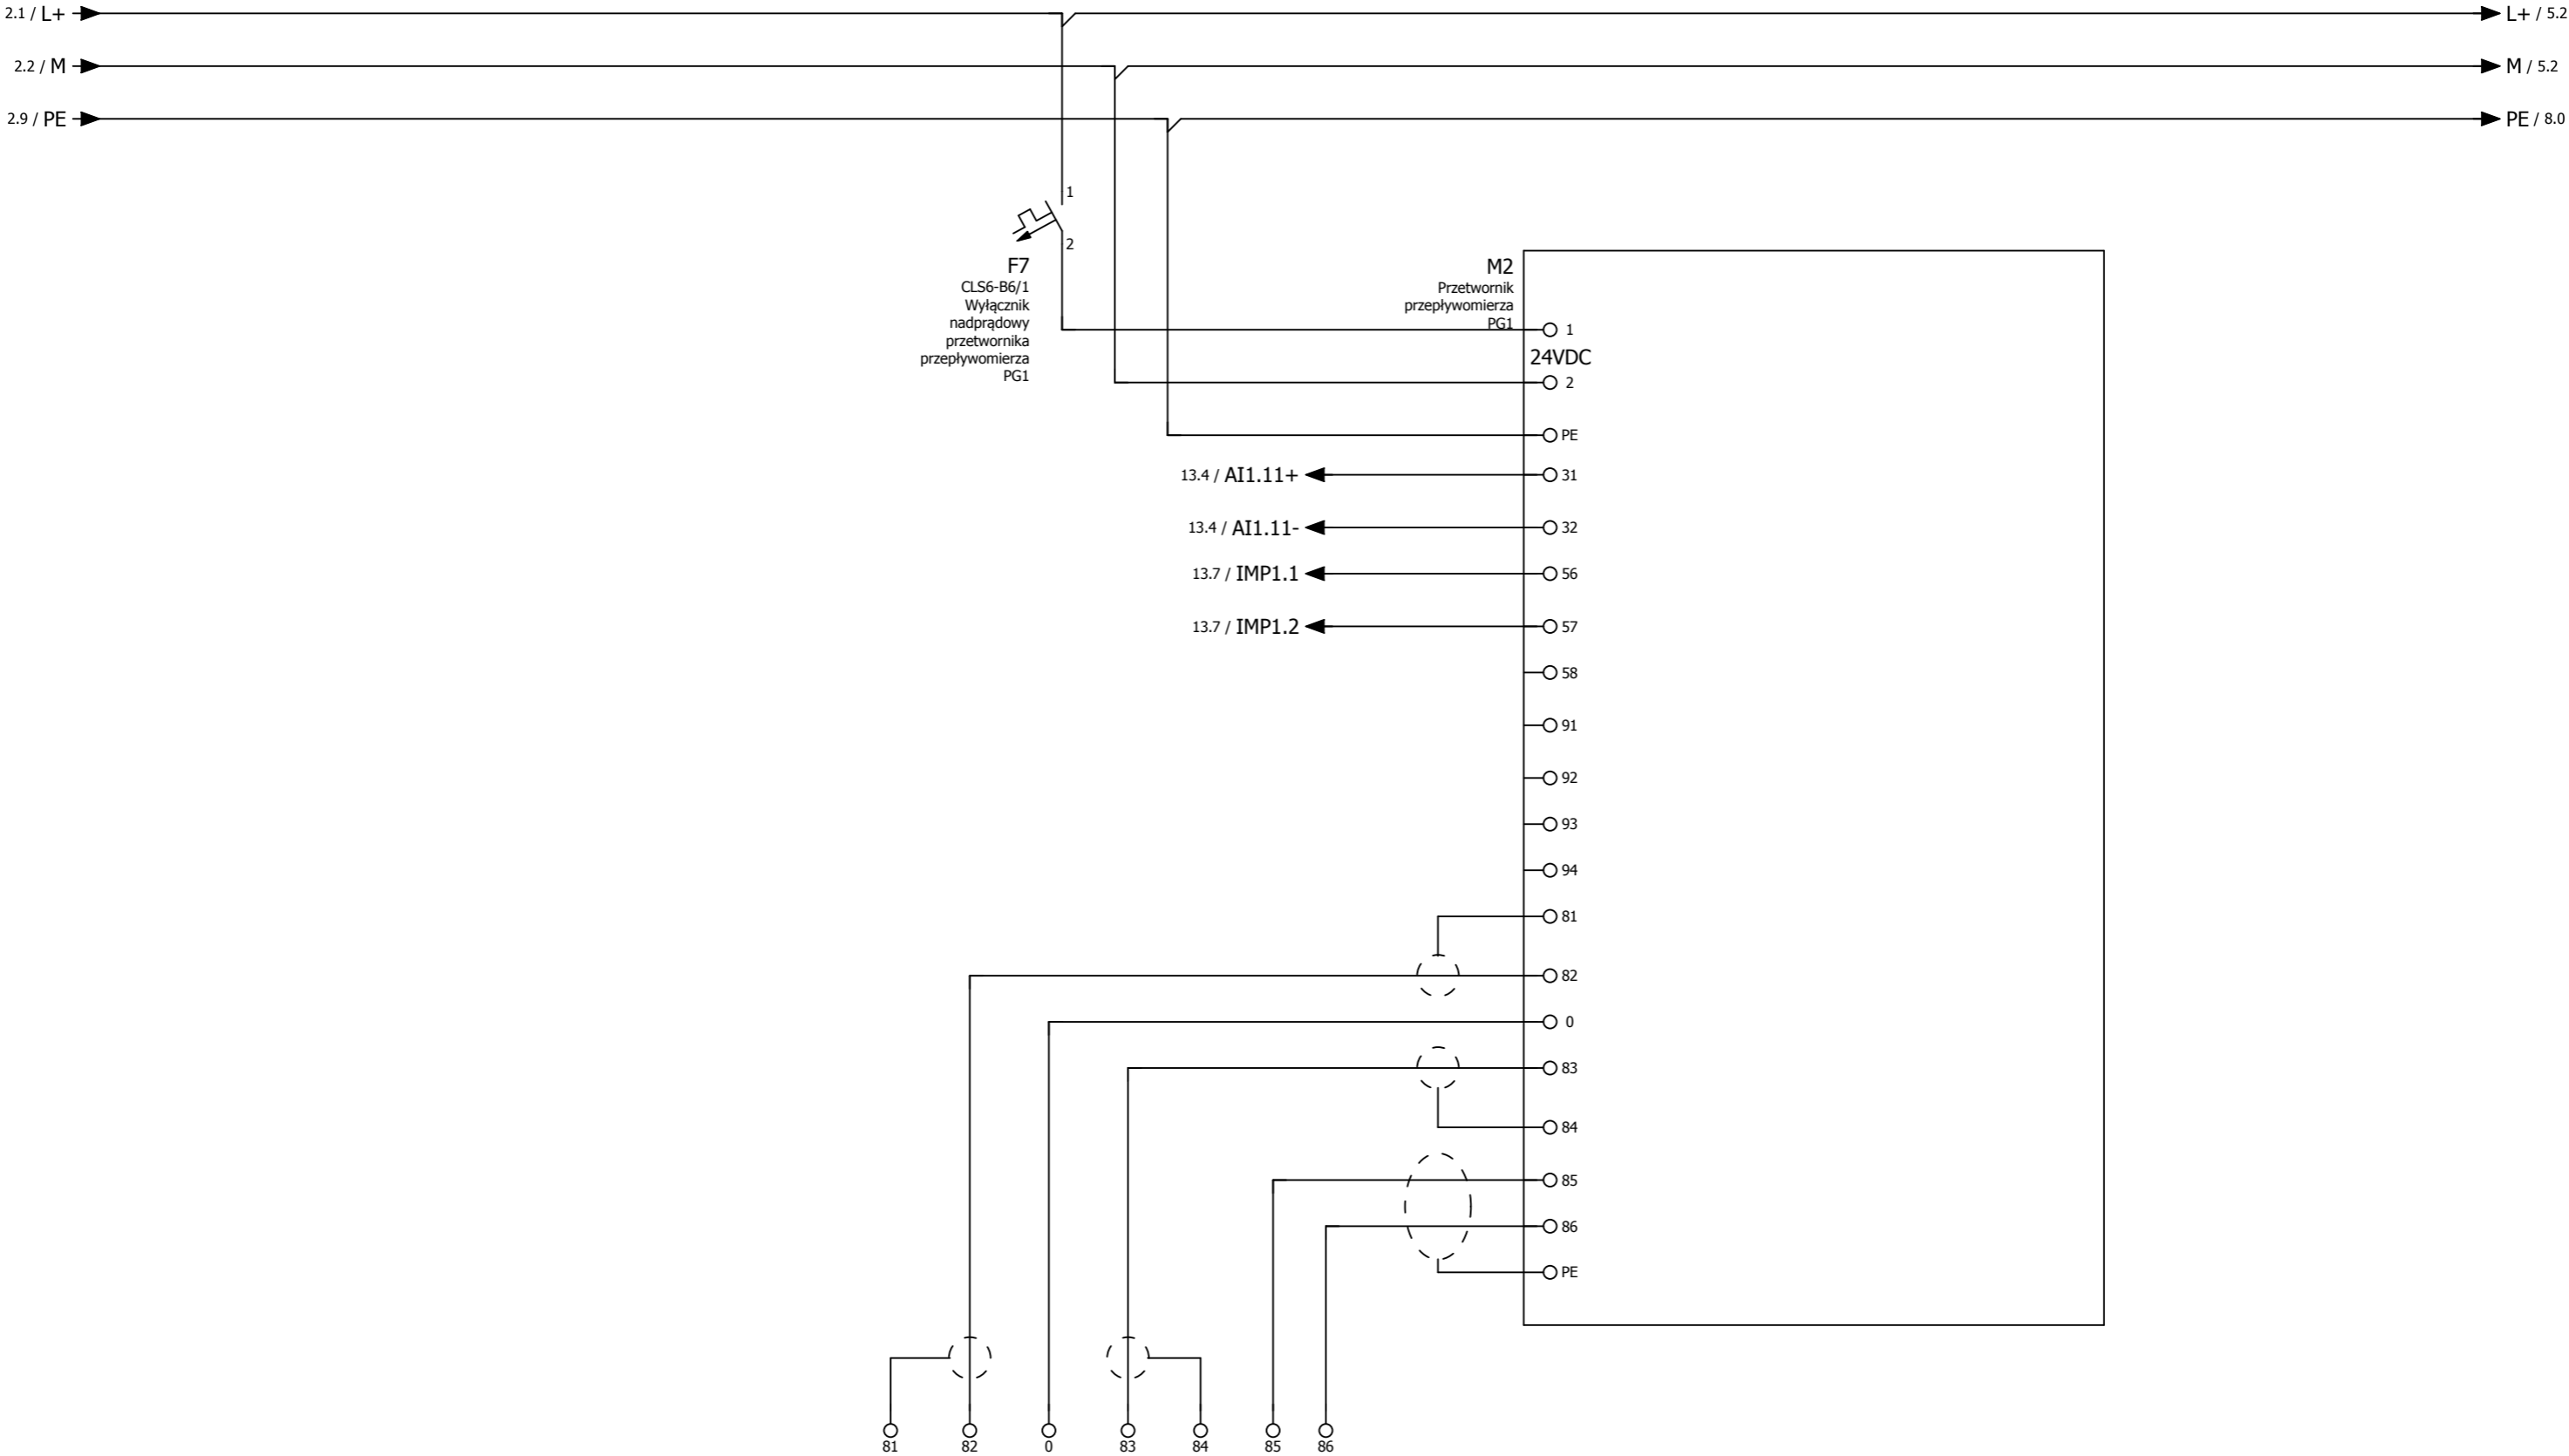 2.1 / L+
L+ / 5.2
2.2 / M
M / 5.2
2.9 / PE
PE / 8.0
1
2
F7
CLS6-B6/1
Wyłącznik
nadprądowy
przetwornika
przepływomierza
PG1
M2
Przetwornik
przepływomierza
PG1
1
24VDC
2
PE
13.4 / AI1.11+
31
13.4 / AI1.11-
32
13.7 / IMP1.1
56
13.7 / IMP1.2
57
58
91
92
93
94
81
82
0
83
84
85
86
PE
81
82
0
83
84
85
86